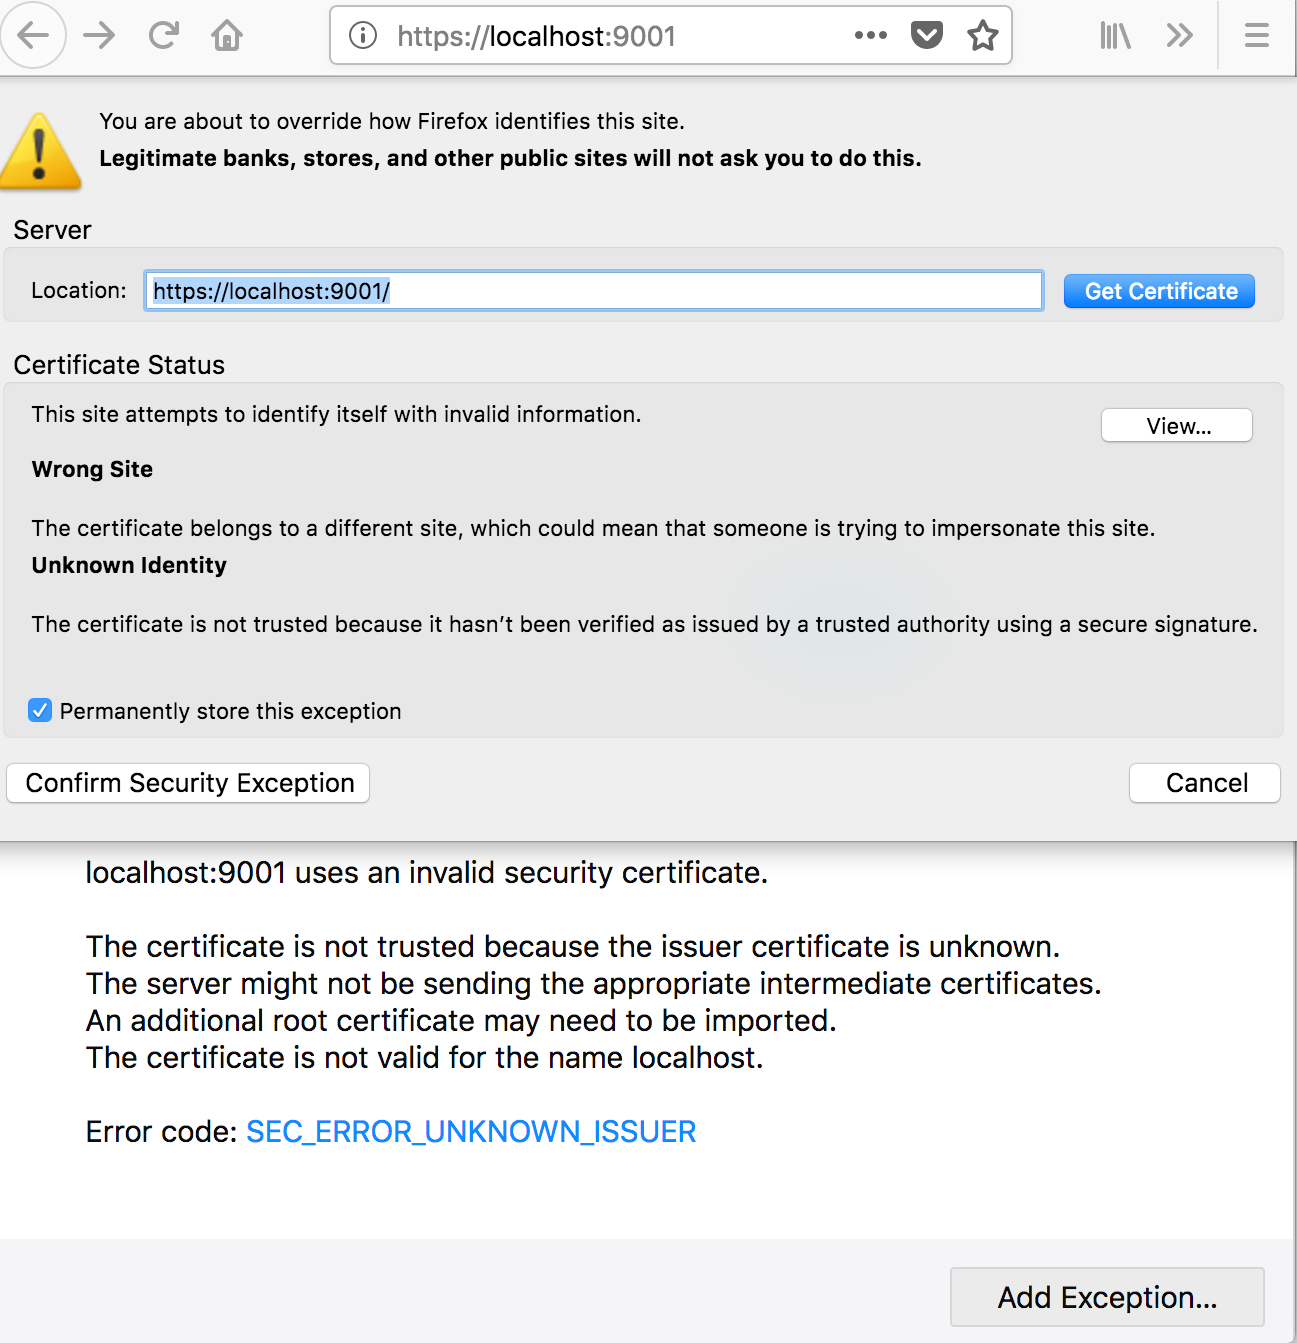 https://localhost:9001
You are about to override how Firefox identifies this site.
Legitimate banks, stores, and other public sites will not ask you to do this.
Server
Location: https://localhost:9001/ Get Certificate
Certificate Status
This site attempts to identify itself with invalid information.
View...
Wrong Site
The certificate belongs to a different site, which could mean that someone is trying to impersonate this site.
Unknown Identity
The certificate is not trusted because it hasn’t been verified as issued by a trusted authority using a secure signature.
Permanently store this exception
Confirm Security Exception Cancel
localhost:9001 uses an invalid security certificate.
The certificate is not trusted because the issuer certificate is unknown.
The server might not be sending the appropriate intermediate certificates.
An additional root certificate may need to be imported.
The certificate is not valid for the name localhost.
Error code: SEC_ERROR_UNKNOWN_ISSUER
Add Exception...